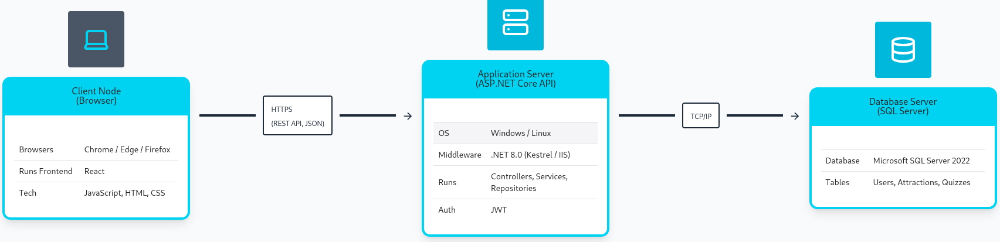 Client Node
(Browser)
Browsers Chrome / Edge / Firefox
Runs Frontend React
Tech JavaScript, HTML, CSS
HTTPS
(REST API, JSON)
Application Server
(ASP.NET Core API)
OS Windows / Linux
Middleware .NET 8.0 (Kestrel / IIS)
Runs Controllers, Services,
Repositories
Auth JWT
TCP/IP
Database Server
(SQL Server)
Database Microsoft SQL Server 2022
Tables Users, Attractions, Quizzes